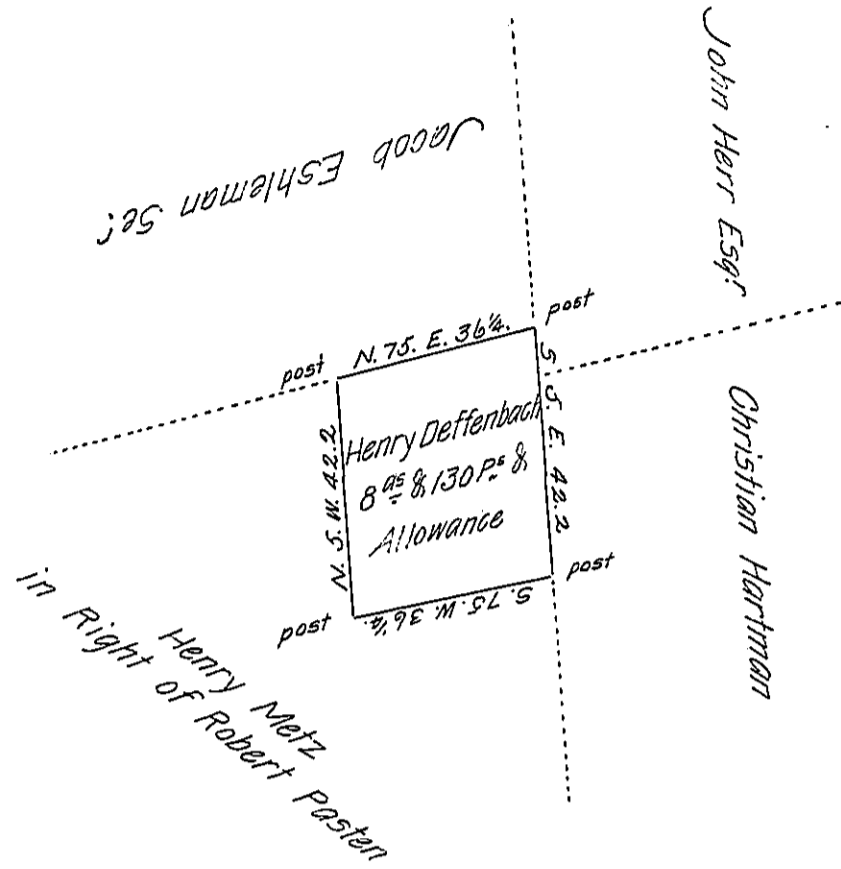 Jacob Eshleman Ser
John Herr Esqr
post
N. 75. E. 36¼.
post
S. 5. E. 42.2
N. 5. W. 42.2
Henry Deffenbach
8 as & 130 Ps &
Allowance
Christian Hartman
post
S. 75. W. 36¼.
post
Henry Metz
in Right of Robert Pasten